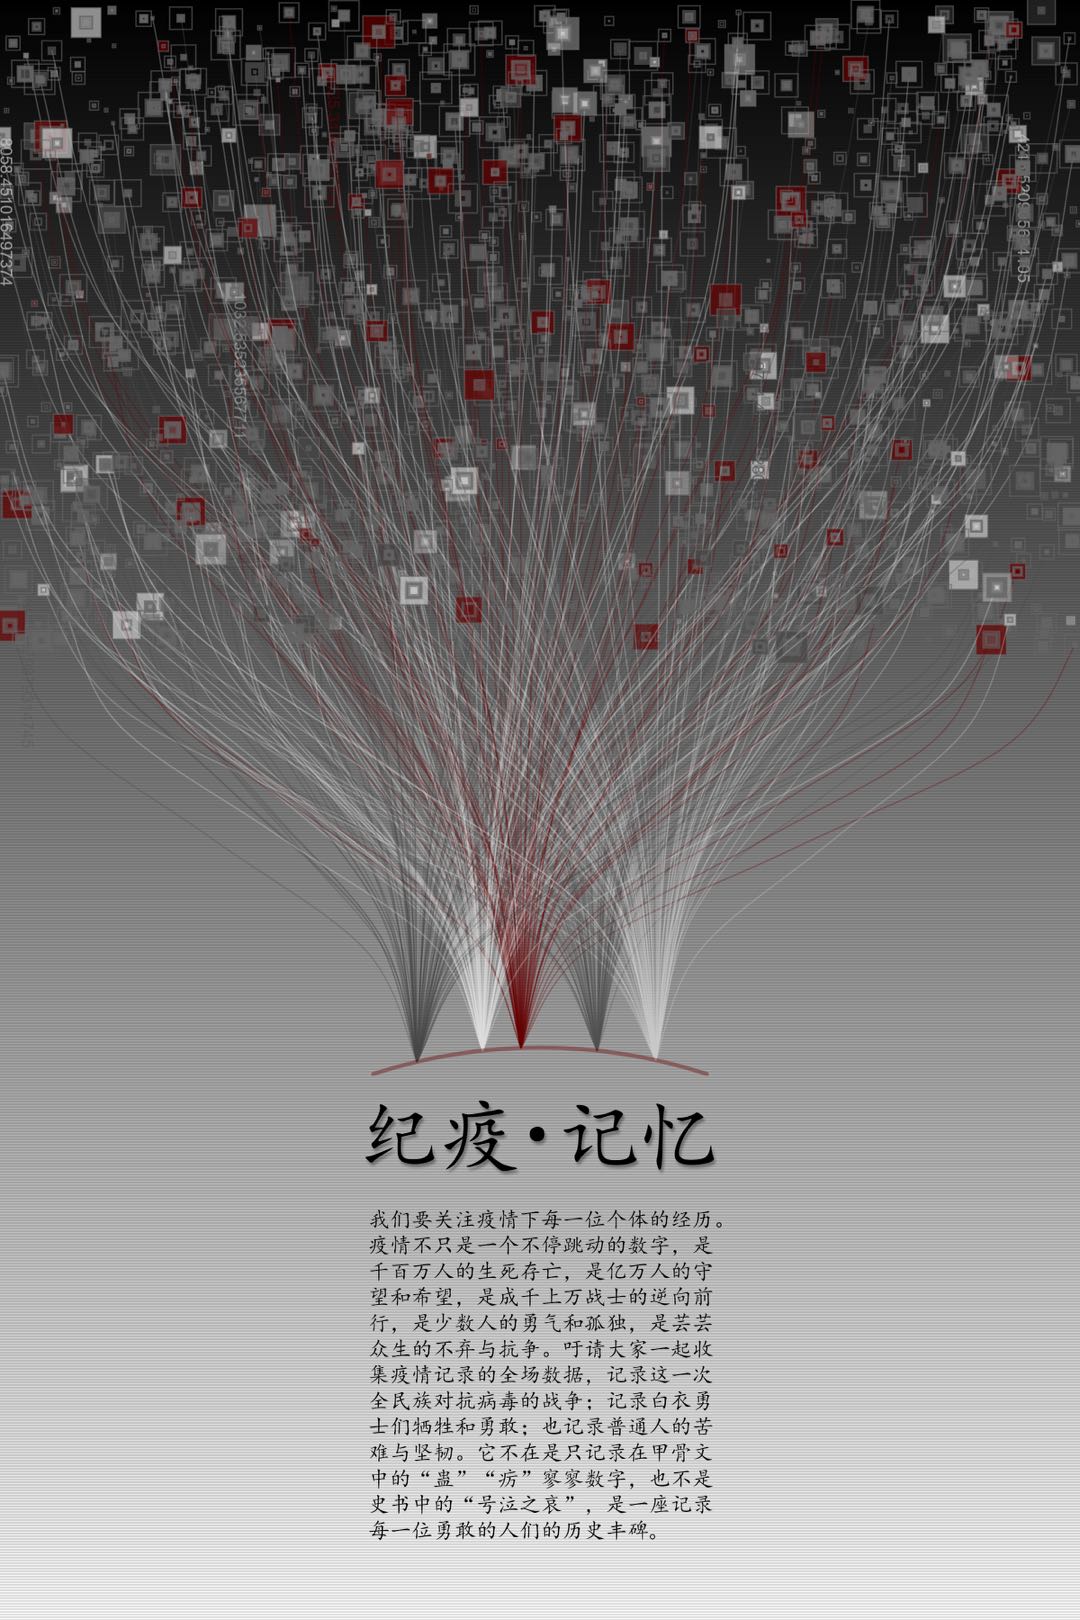 纪疫·记忆
我们要关注疫情下每一位个体的经历。
疫情不只是一个不停跳动的数字，是
千百万人的生死存亡，是亿万人的守
望和希望，是成千上万战士的逆向前
行，是少数人的勇气和孤独，是芸芸
众生的不弃与抗争。吁请大家一起收
集疫情记录的全场数据，记录这一次
全民族对抗病毒的战争；记录白衣勇
士们牺牲和勇敢；也记录普通人的苦
难与坚韧。它不在是只记录在甲骨文
中的“蛊”“疠”寥寥数字，也不是
史书中的“号泣之哀”，是一座记录
每一位勇敢的人们的历史丰碑。